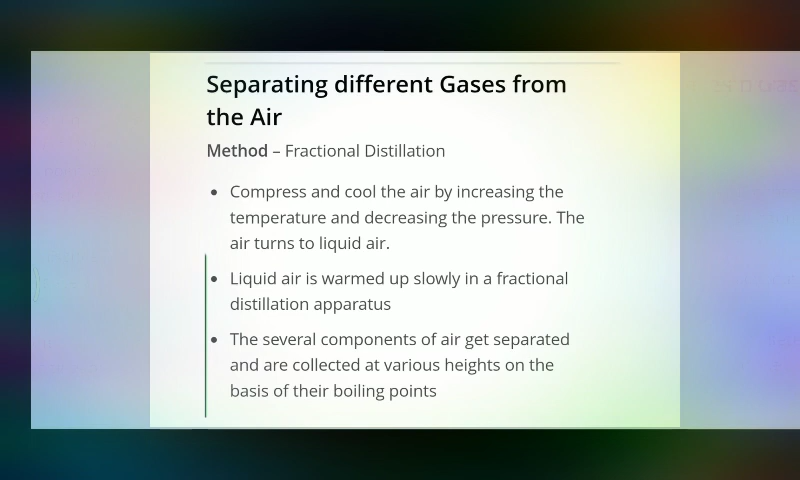 Separating different Gases from
the Air
Method – Fractional Distillation
• Compress and cool the air by increasing the
temperature and decreasing the pressure. The
air turns to liquid air.
• Liquid air is warmed up slowly in a fractional
distillation apparatus
• The several components of air get separated
and are collected at various heights on the
basis of their boiling points